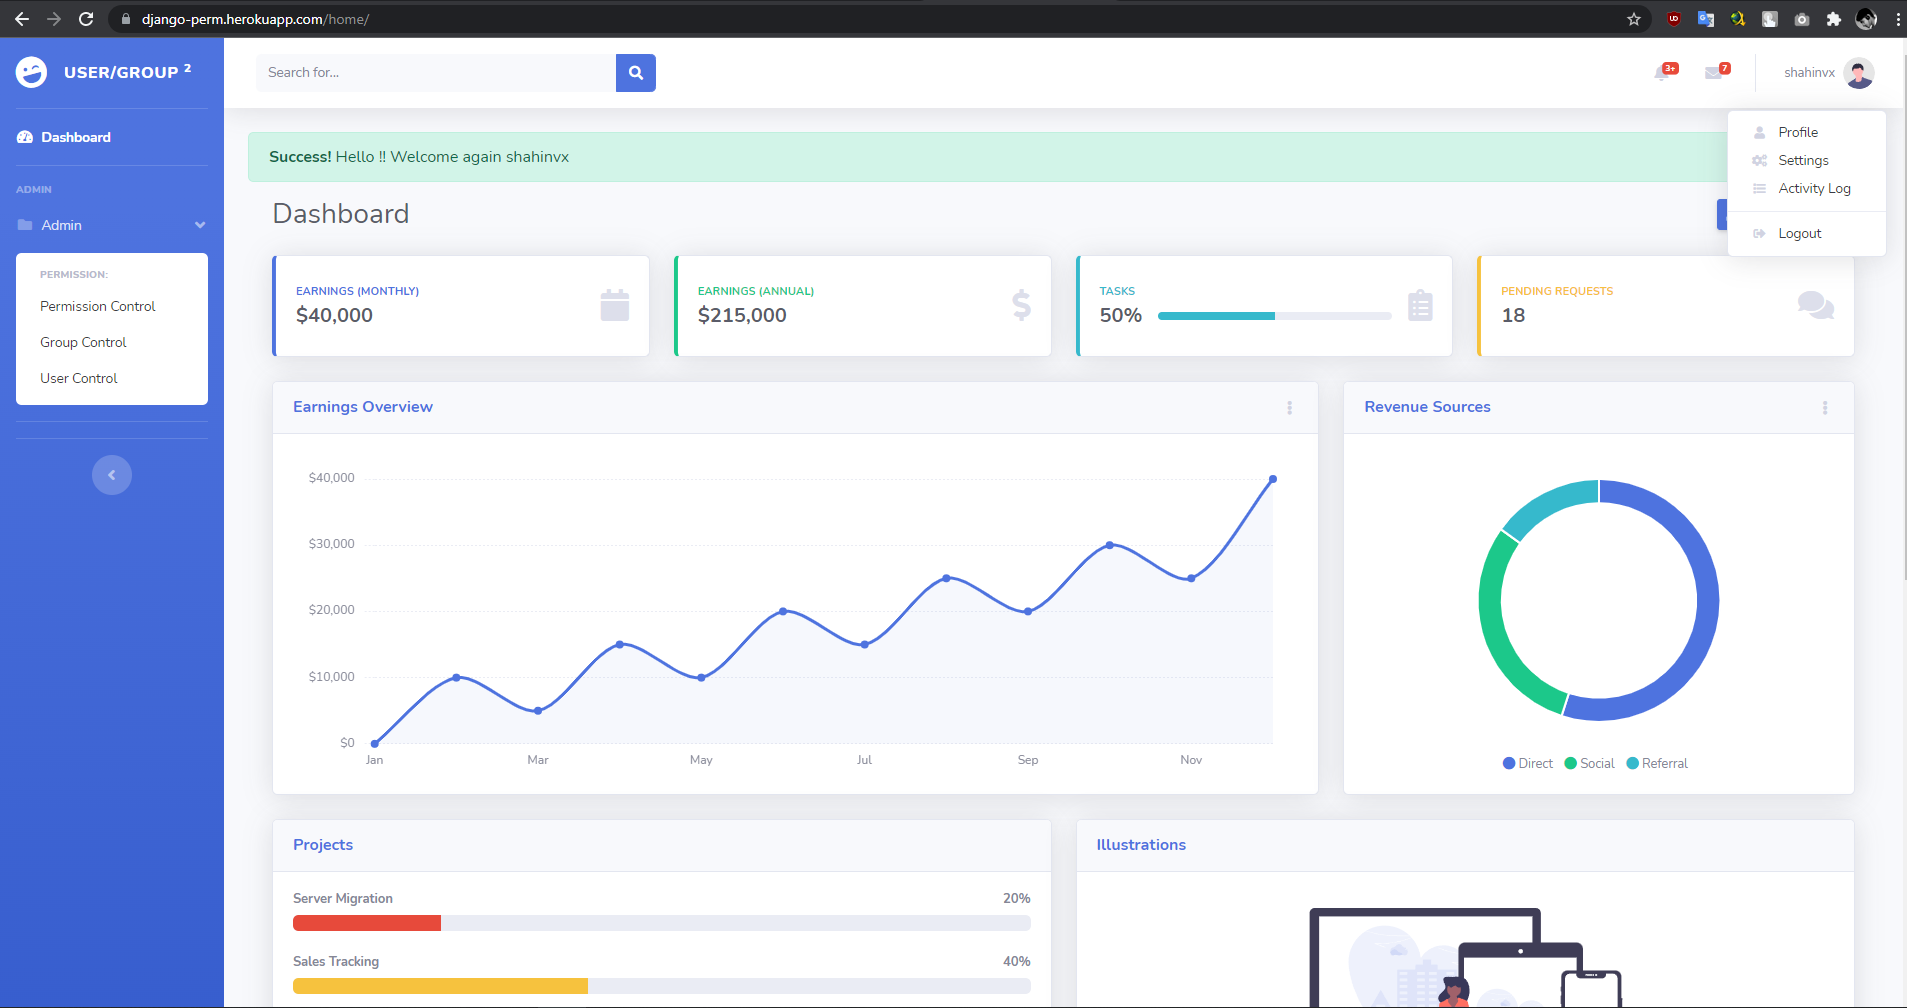 django-perm.herokuapp.com/home/
USER/GROUP 2
Dashboard
ADMIN
Admin
PERMISSION:
Permission Control
Group Control
User Control
Search for...
3+
7
shahinvx
Profile
Settings
Activity Log
Logout
Success! Hello !! Welcome again shahinvx
Dashboard
EARNINGS (MONTHLY)
$40,000
EARNINGS (ANNUAL)
$215,000
TASKS
50%
PENDING REQUESTS
18
Earnings Overview
$40,000
$30,000
$20,000
$10,000
$0
Jan Mar May Jul Sep Nov
Revenue Sources
Direct Social Referral
Projects
Server Migration 20%
Sales Tracking 40%
Illustrations